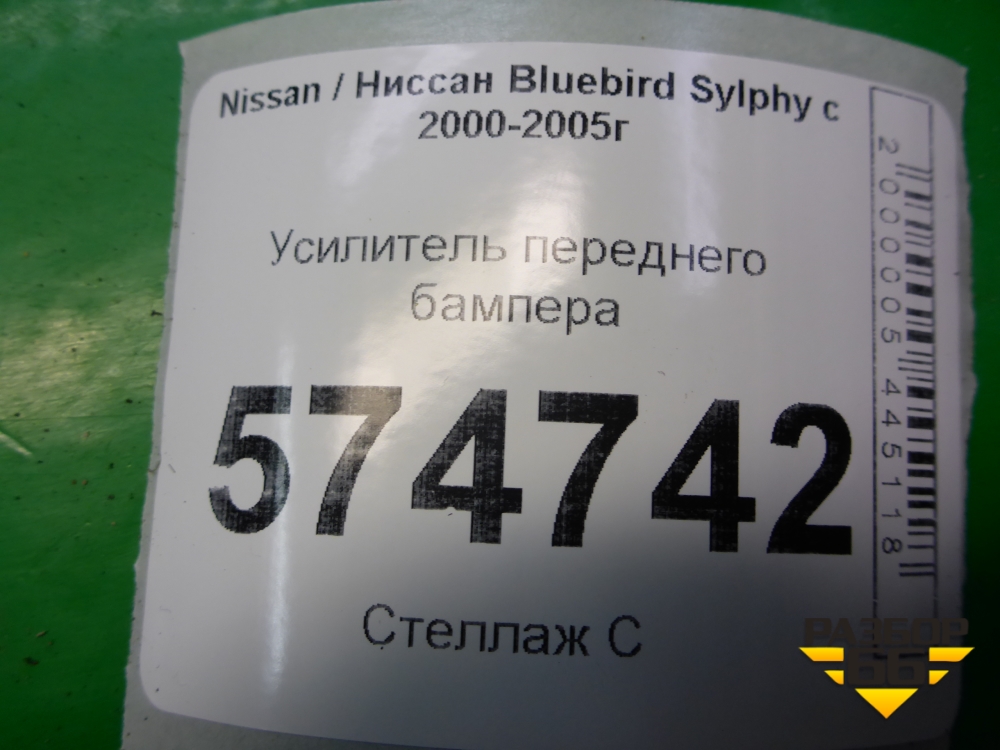 Nissan / Ниссан Bluebird Sylphy с
2000-2005г
Усилитель переднего
бампера
574742
Стеллаж С
2000005445118
РАЗБОР
66